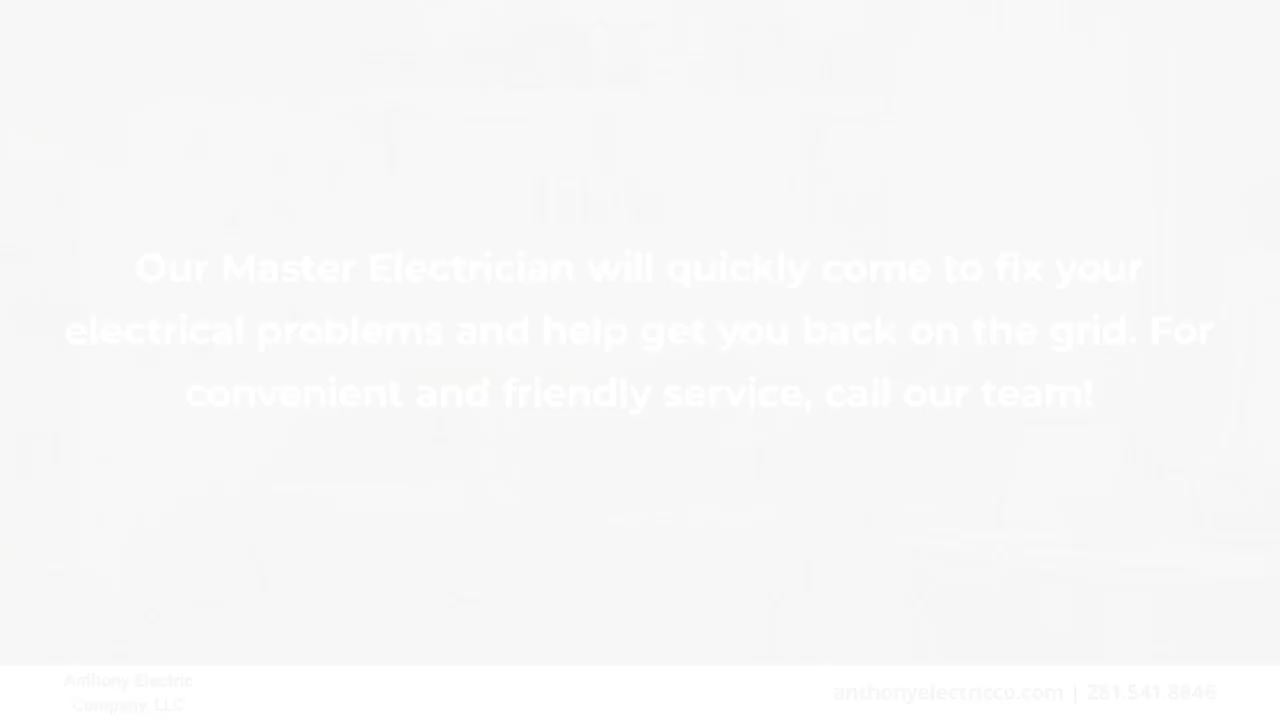 Our Master Electrician will quickly come to fix your
electrical problems and help get you back on the grid. For
convenient and friendly service, call our team!
Anthony Electric
Company, LLC
anthonyelectricco.com | 281.541.8846